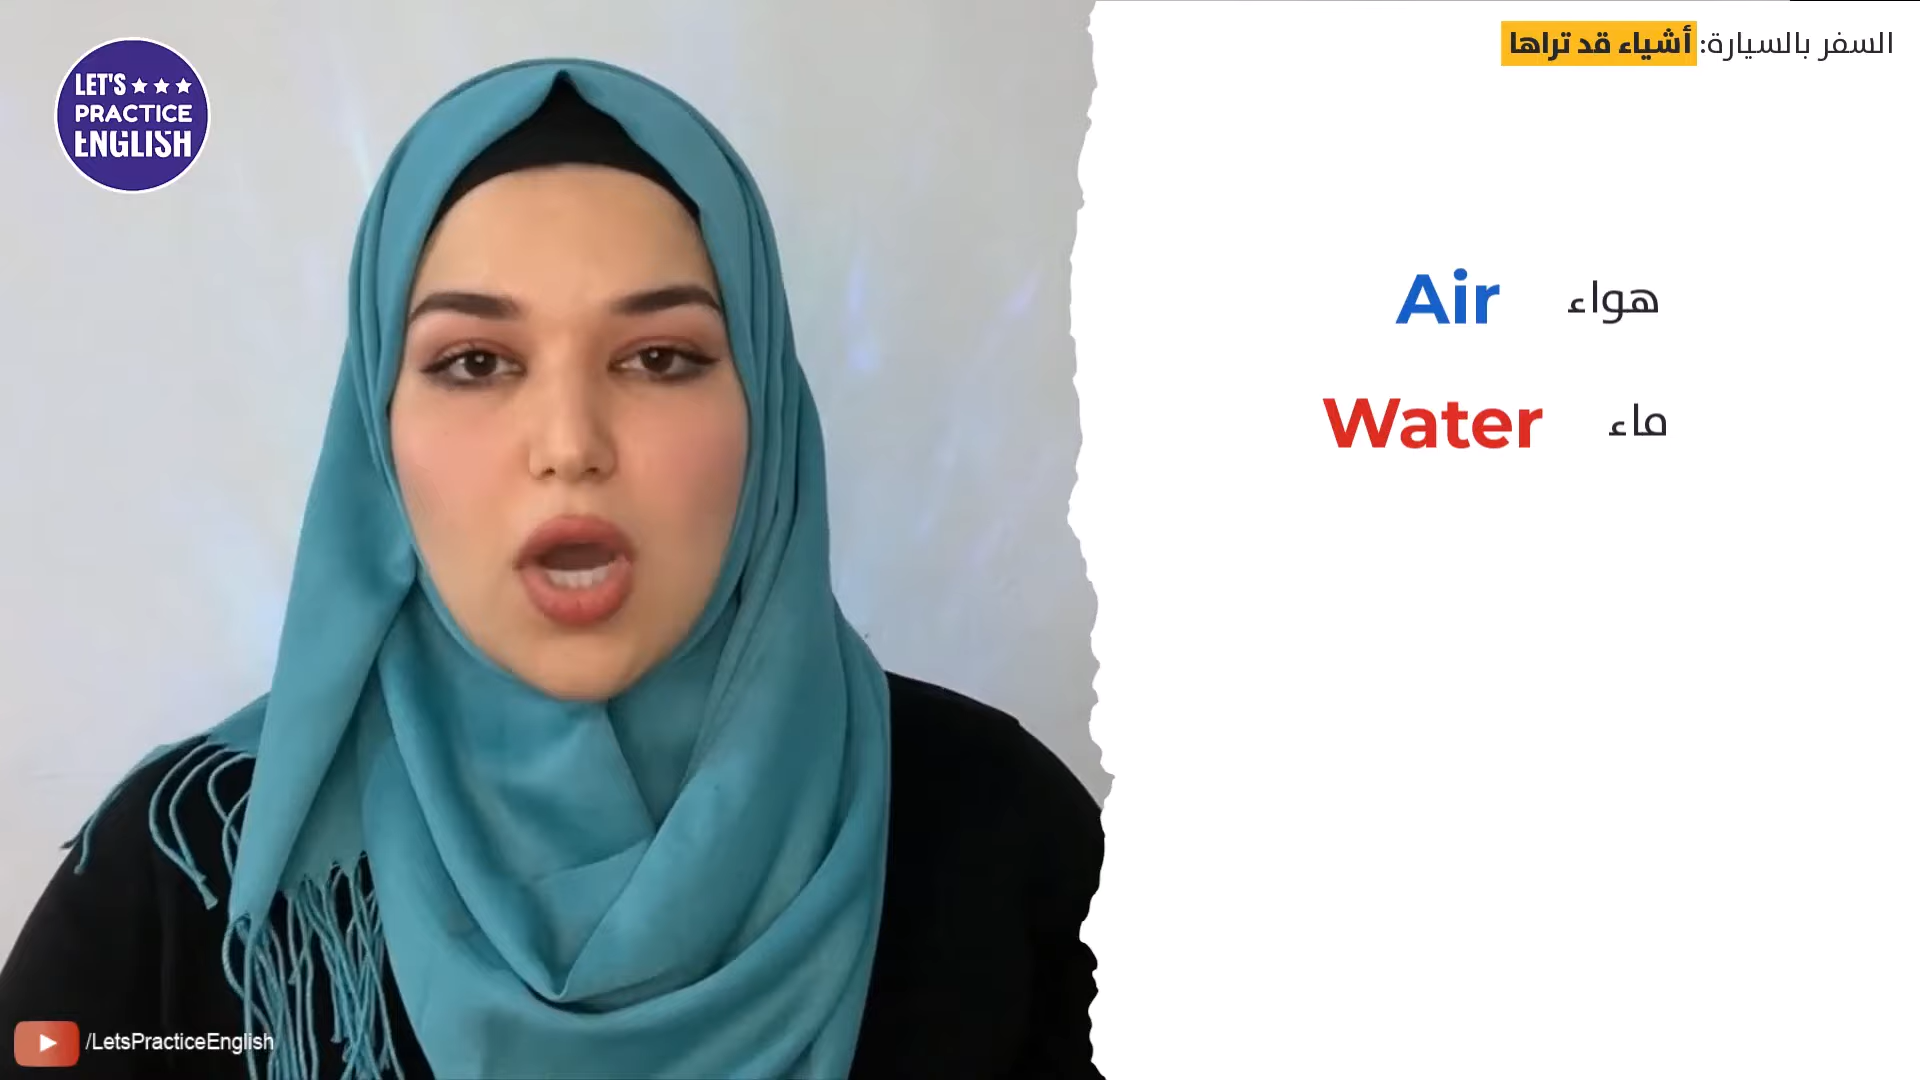 LET'S
PRACTICE
ENGLISH
السفر بالسيارة: أشياء قد تراها
Air هواء
Water ماء
/LetsPracticeEnglish